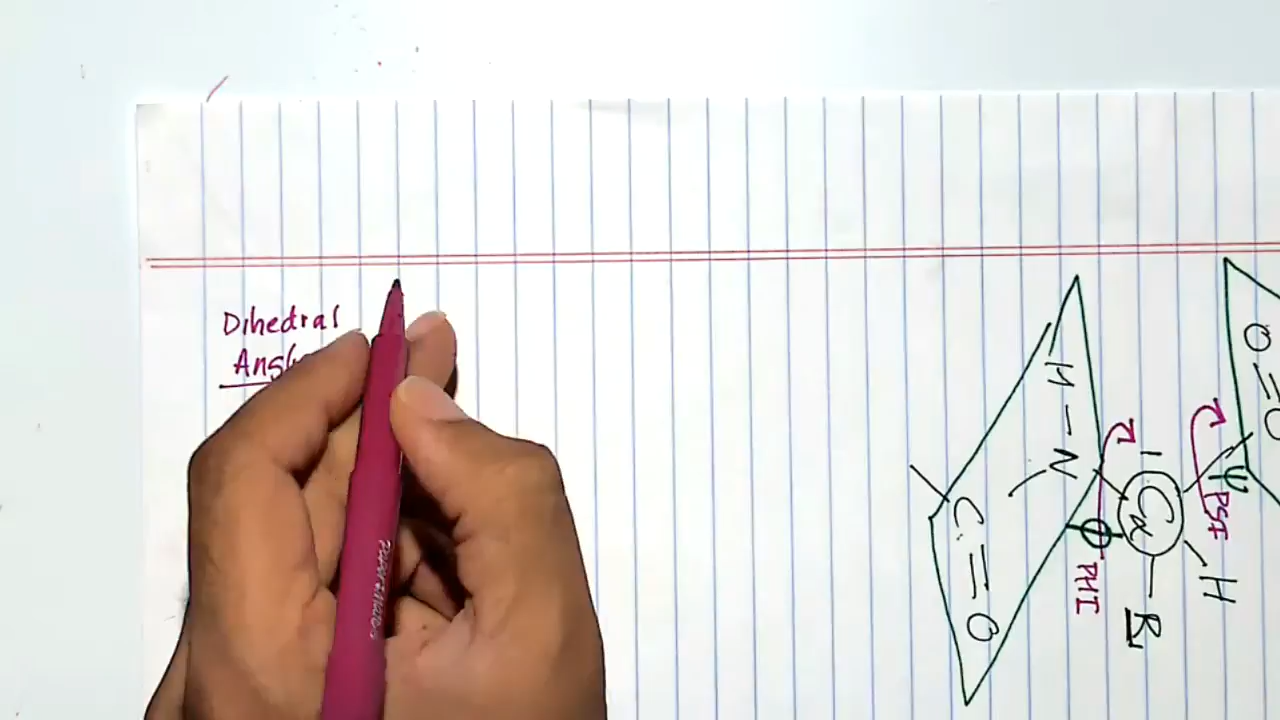 Dihedral
H - N
C = O
Cα
H
R
O =
φ
PHI
ψ
PSI